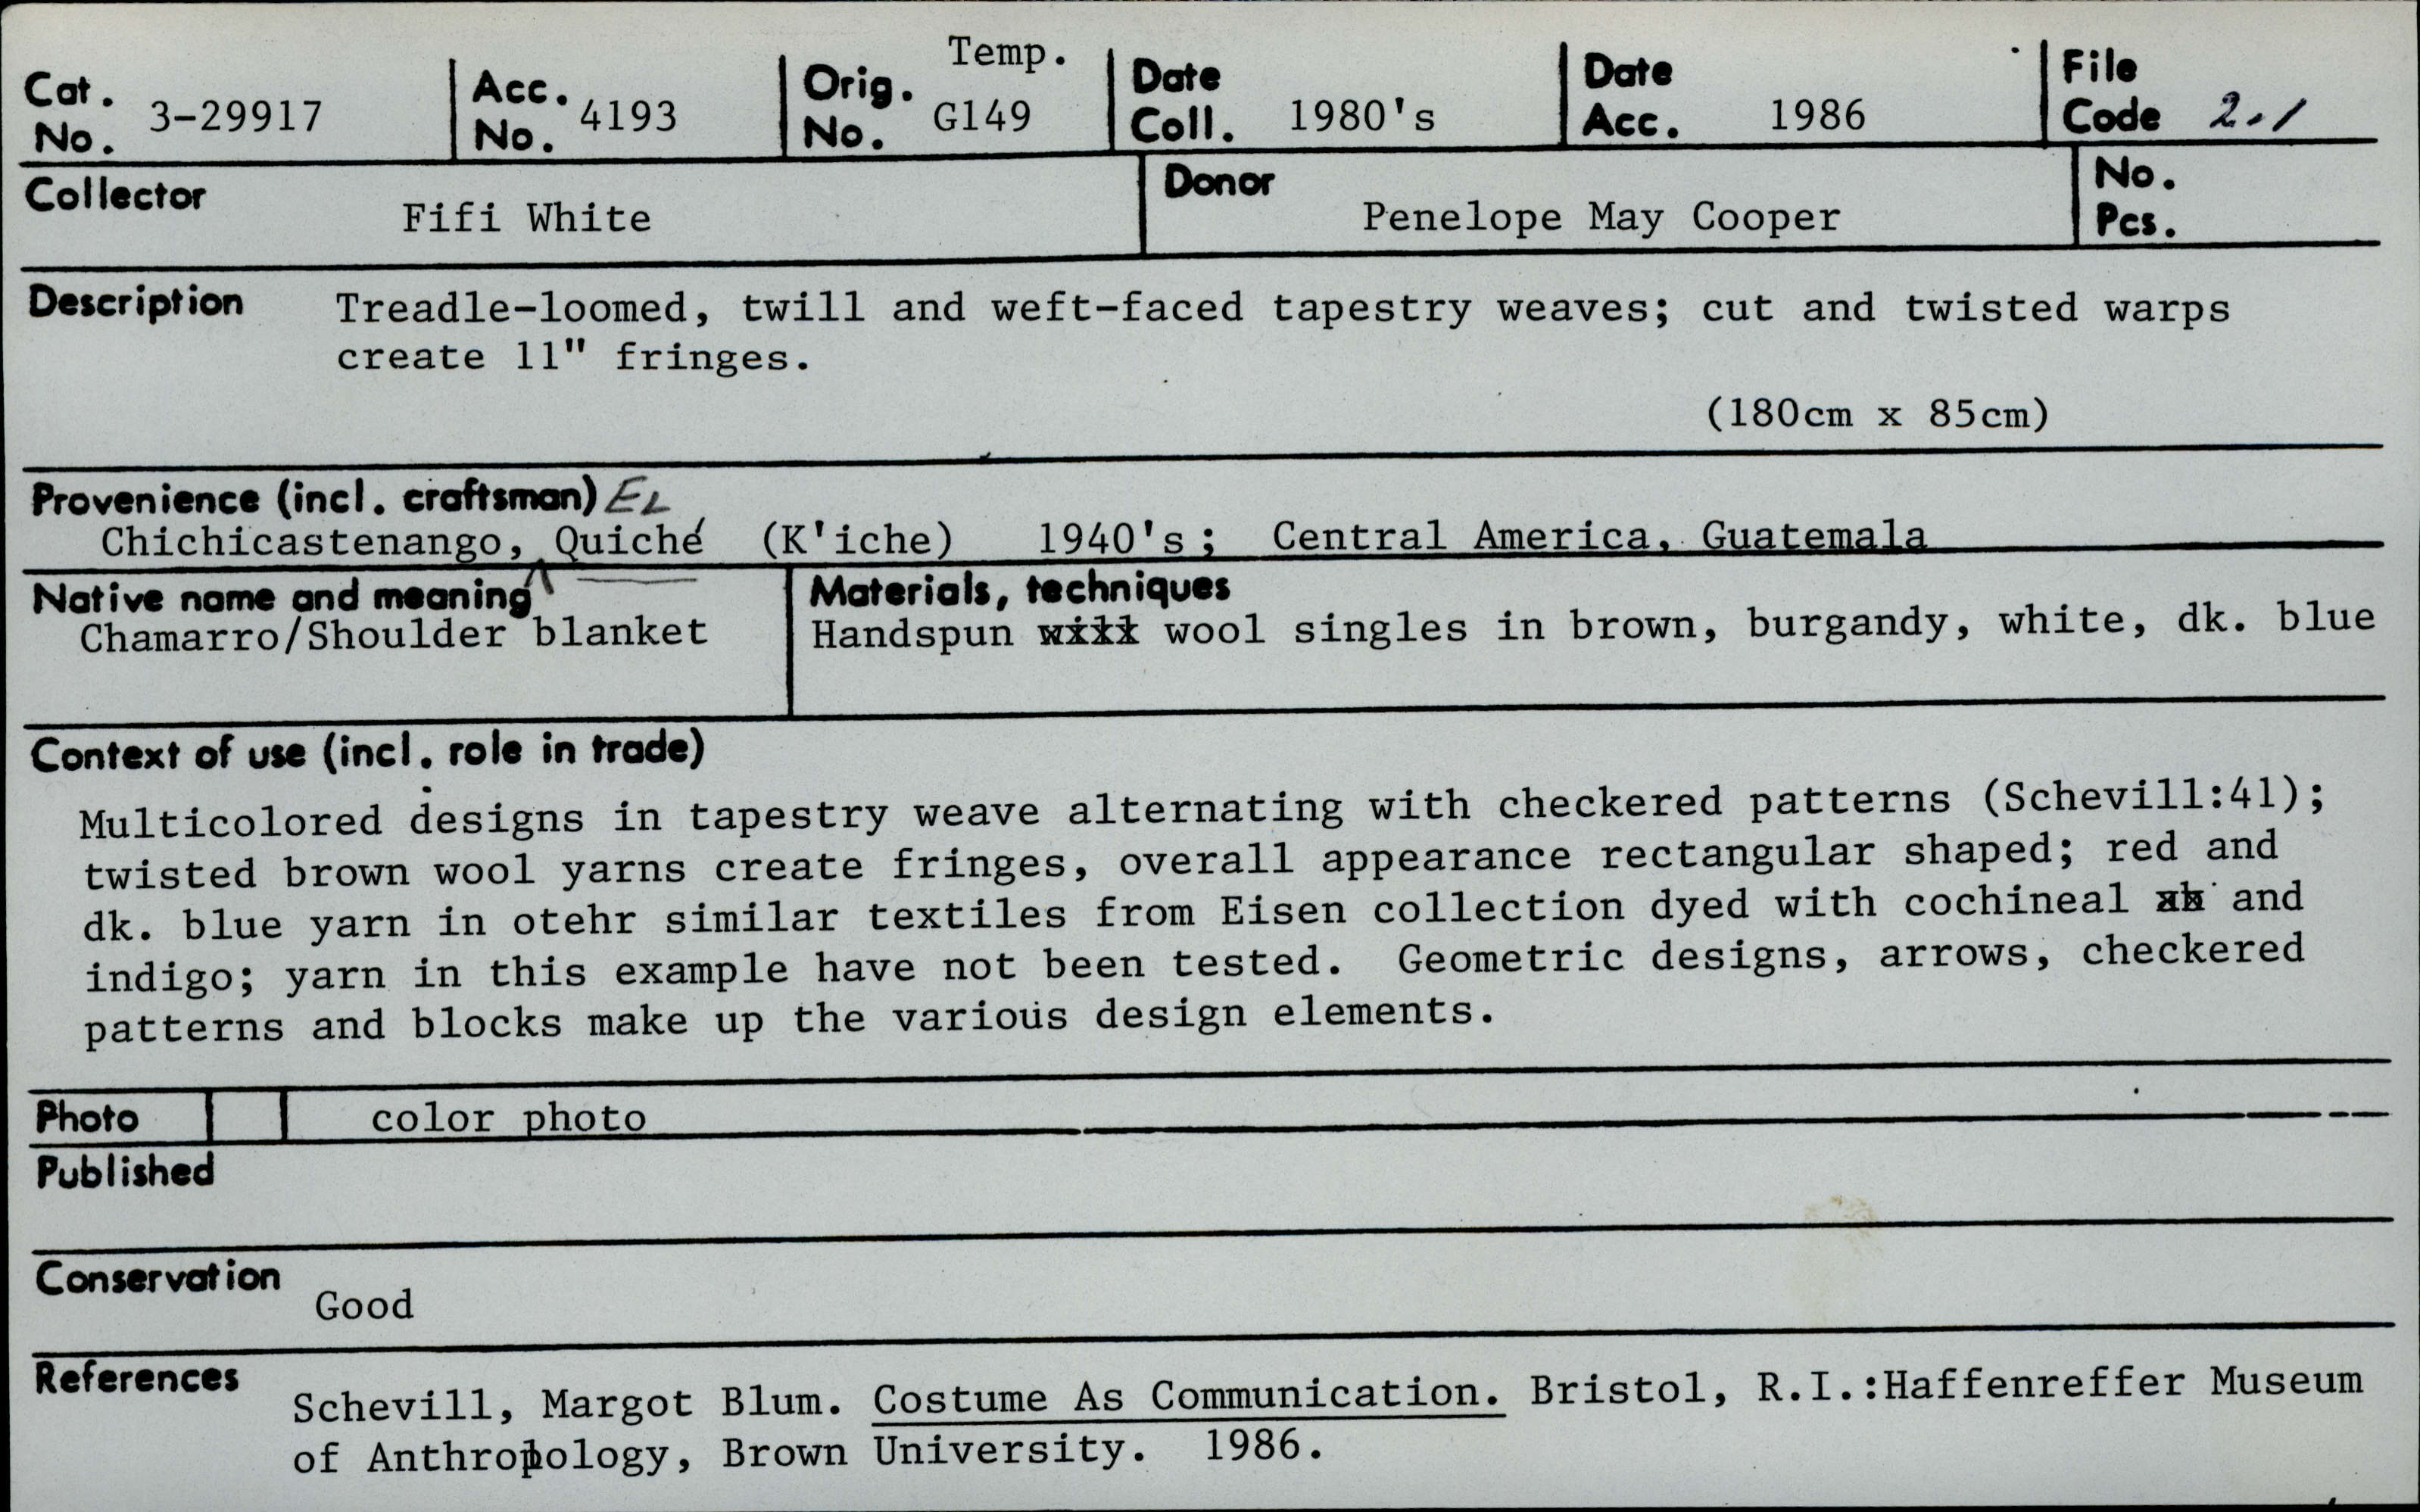 Cat. No. 3-29917 Acc. No. 4193 Orig. No. Temp. G149 Date Coll. 1980's Date Acc. 1986 File Code 2.1
Collector Fifi White Donor Penelope May Cooper No. Pcs.
Description Treadle-loomed, twill and weft-faced tapestry weaves; cut and twisted warps
create 11" fringes.
(180cm x 85cm)
Provenience (incl. craftsman) EL
Chichicastenango, Quiché (K'iche) 1940's; Central America, Guatemala
Native name and meaning Materials, techniques
Chamarro/Shoulder blanket Handspun wool singles in brown, burgandy, white, dk. blue
Context of use (incl. role in trade)
Multicolored designs in tapestry weave alternating with checkered patterns (Schevill:41);
twisted brown wool yarns create fringes, overall appearance rectangular shaped; red and
dk. blue yarn in otehr similar textiles from Eisen collection dyed with cochineal and
indigo; yarn in this example have not been tested. Geometric designs, arrows, checkered
patterns and blocks make up the various design elements.
Photo color photo
Published
Conservation Good
References Schevill, Margot Blum. Costume As Communication. Bristol, R.I.:Haffenreffer Museum
of Anthropology, Brown University. 1986.